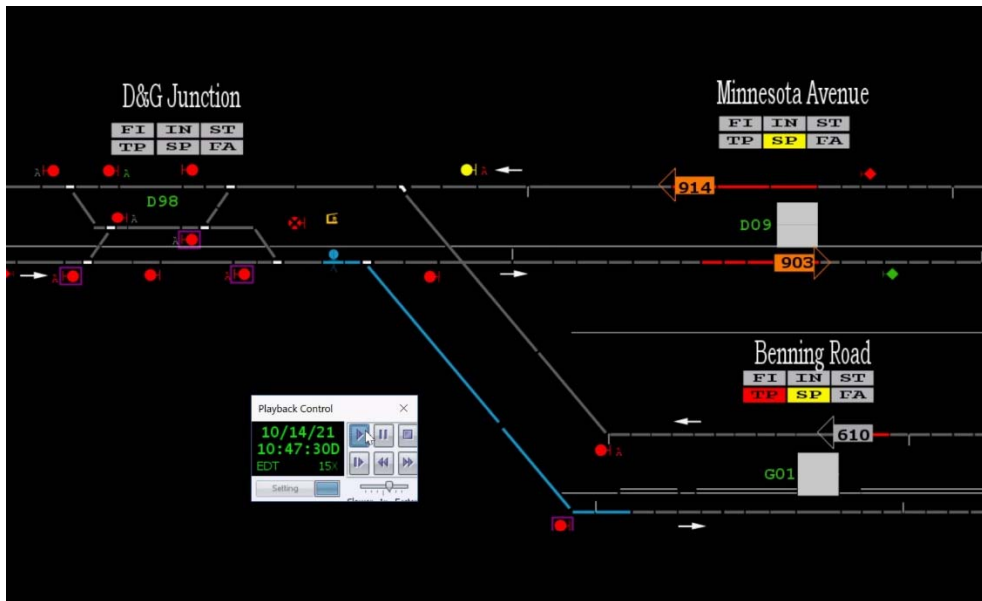 D&G Junction
FI IN ST
TP SP FA
Minnesota Avenue
FI IN ST
TP SP FA
D98
914
D09
903
Benning Road
FI IN ST
TP SP FA
610
G01
Playback Control
10/14/21
10:47:30D
EDT 15X
Setting